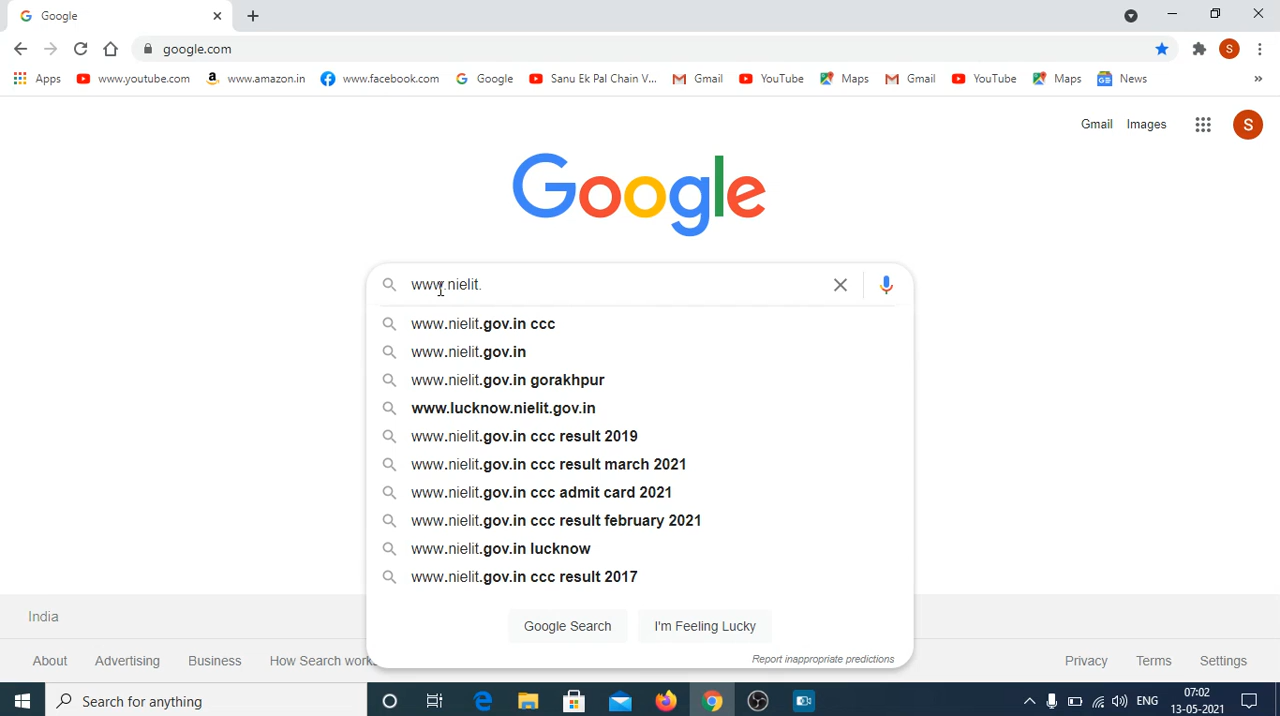 Google
google.com
Apps www.youtube.com www.amazon.in www.facebook.com Google Sanu Ek Pal Chain V... Gmail YouTube Maps Gmail YouTube Maps News »
Gmail Images S
Google
www.nielit.
www.nielit.gov.in ccc
www.nielit.gov.in
www.nielit.gov.in gorakhpur
www.lucknow.nielit.gov.in
www.nielit.gov.in ccc result 2019
www.nielit.gov.in ccc result march 2021
www.nielit.gov.in ccc admit card 2021
www.nielit.gov.in ccc result february 2021
www.nielit.gov.in lucknow
www.nielit.gov.in ccc result 2017
Google Search I'm Feeling Lucky
Report inappropriate predictions
India
About Advertising Business How Search works Privacy Terms Settings
Search for anything ENG 07:02
13-05-2021